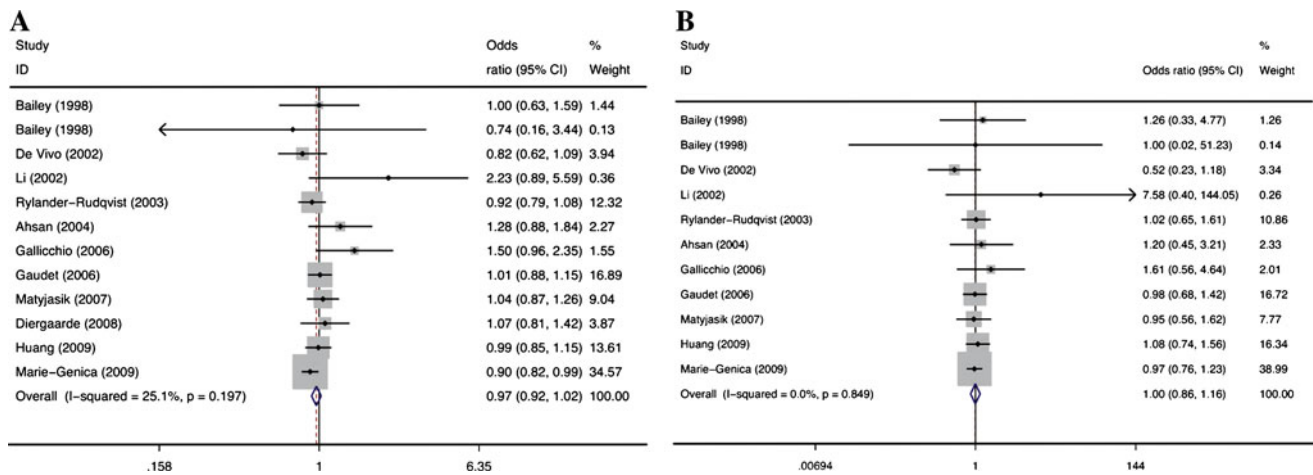 A
Study Odds %
ID ratio (95% CI) Weight
Bailey (1998) 1.00 (0.63, 1.59) 1.44
Bailey (1998) 0.74 (0.16, 3.44) 0.13
De Vivo (2002) 0.82 (0.62, 1.09) 3.94
Li (2002) 2.23 (0.89, 5.59) 0.36
Rylander-Rudqvist (2003) 0.92 (0.79, 1.08) 12.32
Ahsan (2004) 1.28 (0.88, 1.84) 2.27
Gallicchio (2006) 1.50 (0.96, 2.35) 1.55
Gaudet (2006) 1.01 (0.88, 1.15) 16.89
Matyjasik (2007) 1.04 (0.87, 1.26) 9.04
Diergaarde (2008) 1.07 (0.81, 1.42) 3.87
Huang (2009) 0.99 (0.85, 1.15) 13.61
Marie-Genica (2009) 0.90 (0.82, 0.99) 34.57
Overall (I-squared = 25.1%, p = 0.197) 0.97 (0.92, 1.02) 100.00
.158 1 6.35
B
Study %
ID Odds ratio (95% CI) Weight
Bailey (1998) 1.26 (0.33, 4.77) 1.26
Bailey (1998) 1.00 (0.02, 51.23) 0.14
De Vivo (2002) 0.52 (0.23, 1.18) 3.34
Li (2002) 7.58 (0.40, 144.05) 0.26
Rylander-Rudqvist (2003) 1.02 (0.65, 1.61) 10.86
Ahsan (2004) 1.20 (0.45, 3.21) 2.33
Gallicchio (2006) 1.61 (0.56, 4.64) 2.01
Gaudet (2006) 0.98 (0.68, 1.42) 16.72
Matyjasik (2007) 0.95 (0.56, 1.62) 7.77
Huang (2009) 1.08 (0.74, 1.56) 16.34
Marie-Genica (2009) 0.97 (0.76, 1.23) 38.99
Overall (I-squared = 0.0%, p = 0.849) 1.00 (0.86, 1.16) 100.00
.00694 1 144